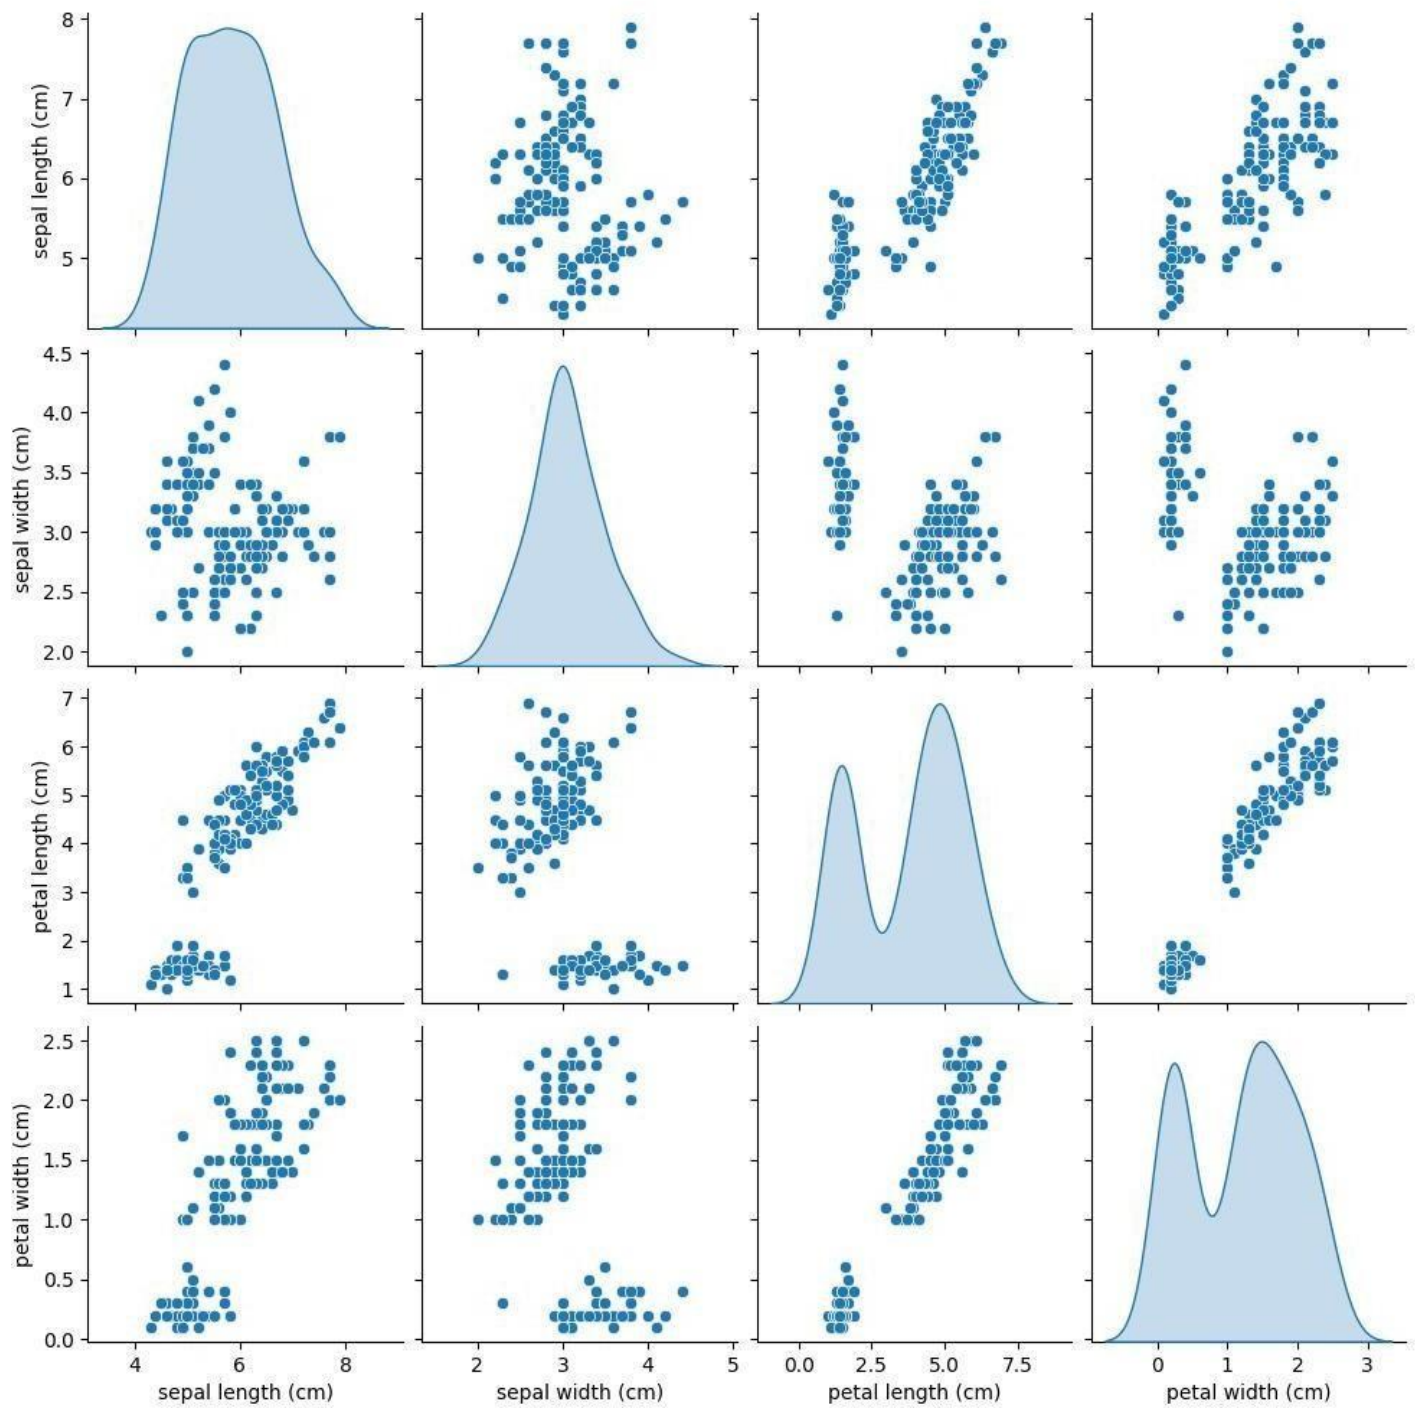 8
7
6
5
sepal length (cm)
4.5
4.0
3.5
3.0
2.5
2.0
sepal width (cm)
7
6
5
4
3
2
1
petal length (cm)
2.5
2.0
1.5
1.0
0.5
0.0
petal width (cm)
4 6 8
2 3 4 5
0.0 2.5 5.0 7.5
0 1 2 3
sepal length (cm)
sepal width (cm)
petal length (cm)
petal width (cm)